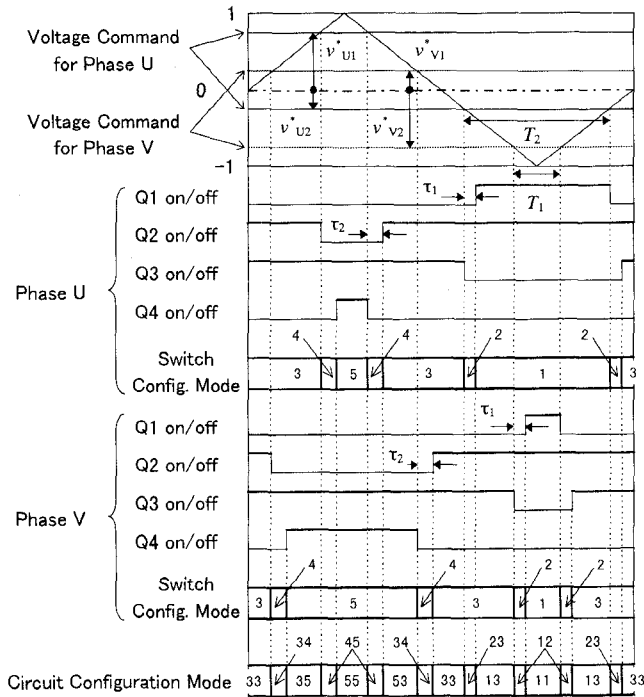 1
Voltage Command
for Phase U
v*U1
v*V1
0
v*U2
v*V2
Voltage Command
for Phase V
T2
-1
τ1
T1
Q1 on/off
Q2 on/off
τ2
Q3 on/off
Phase U
Q4 on/off
4
4
2
2
Switch
Config. Mode
3
5
3
1
3
Q1 on/off
τ1
Q2 on/off
τ2
Q3 on/off
Phase V
Q4 on/off
4
4
2
2
Switch
Config. Mode
3
5
3
1
3
34
45
34
23
12
23
Circuit Configuration Mode
33
35
55
53
33
13
11
13
33